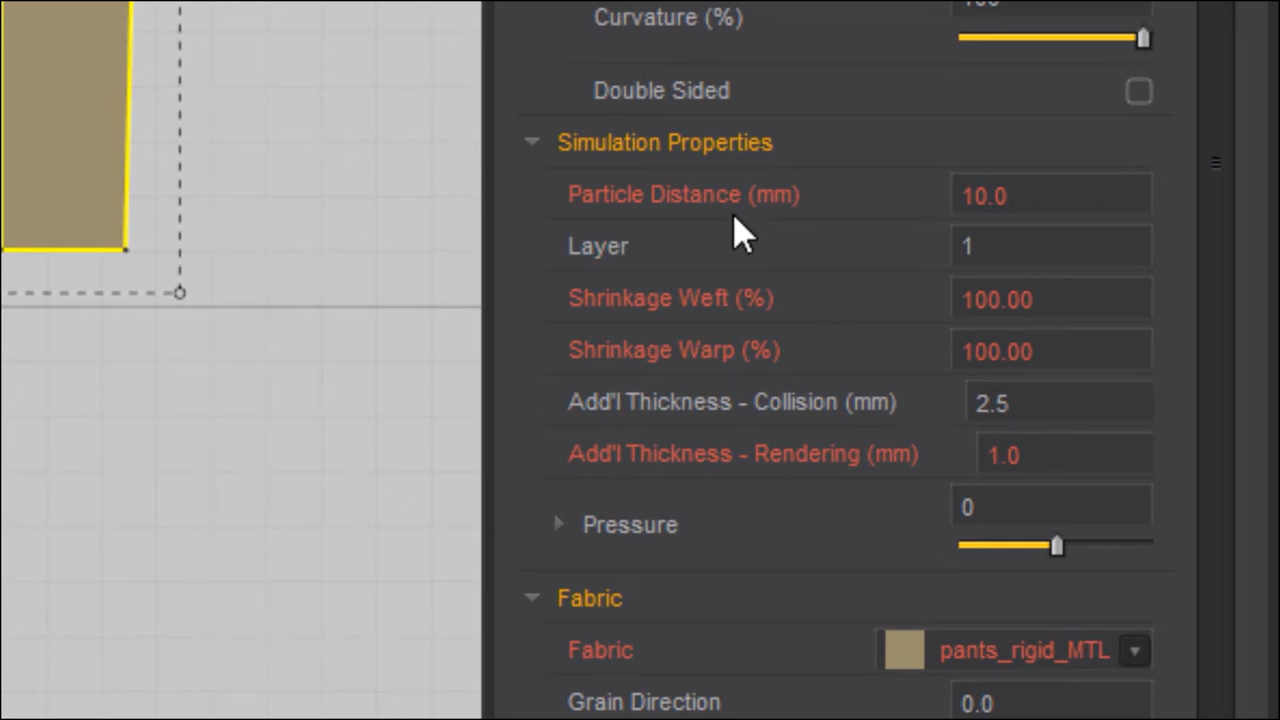 Curvature (%)
Double Sided
Simulation Properties
Particle Distance (mm) 10.0
Layer 1
Shrinkage Weft (%) 100.00
Shrinkage Warp (%) 100.00
Add'l Thickness - Collision (mm) 2.5
Add'l Thickness - Rendering (mm) 1.0
Pressure 0
Fabric
Fabric pants_rigid_MTL
Grain Direction 0.0